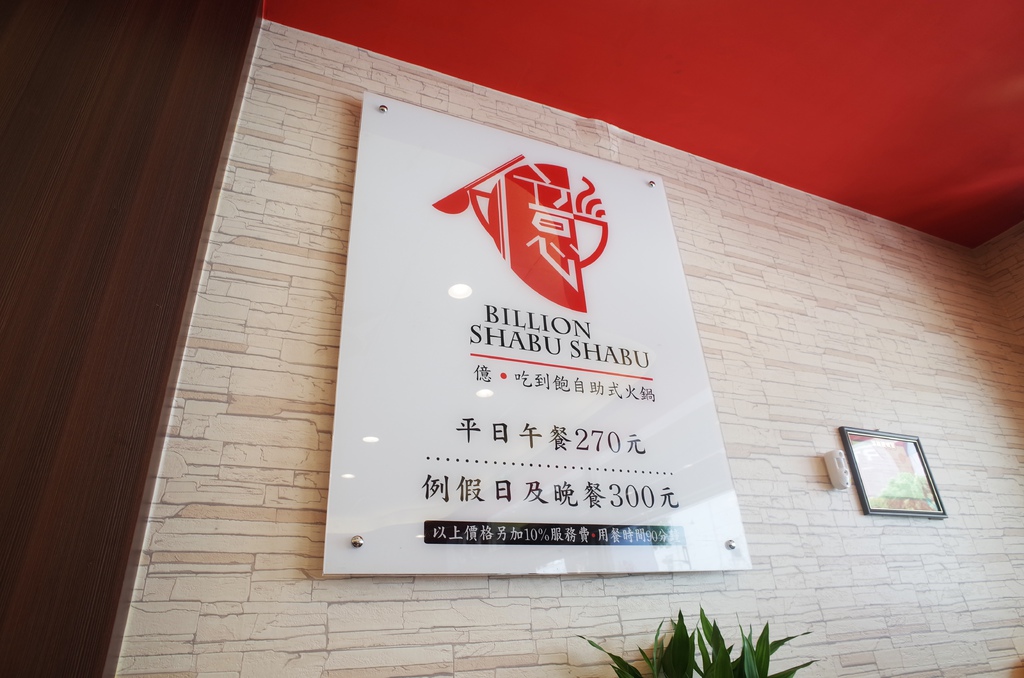 億
BILLION
SHABU SHABU
億•吃到飽自助式火鍋
平日午餐270元
例假日及晚餐300元
以上價格另加10%服務費•用餐時間90分